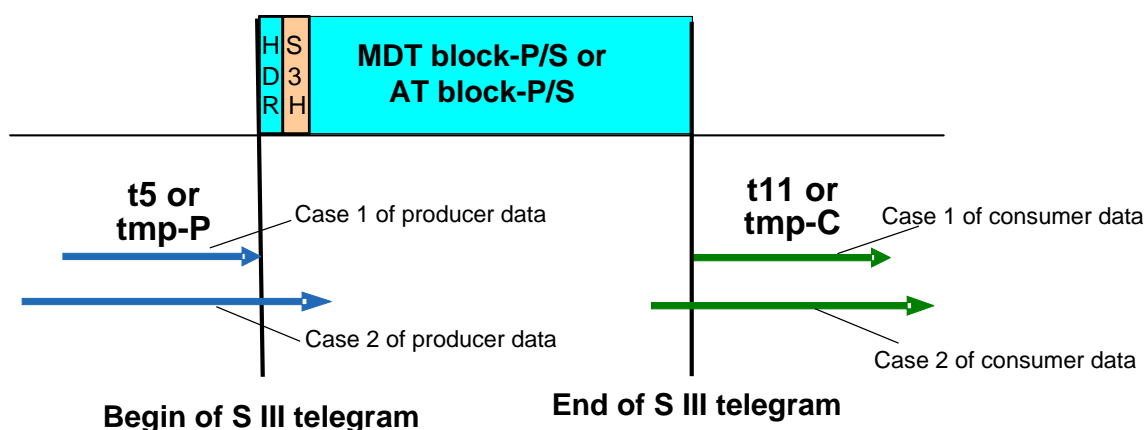 HDR
S3H
MDT block-P/S or
AT block-P/S
t5 or
tmp-P
Case 1 of producer data
Case 2 of producer data
t11 or
tmp-C
Case 1 of consumer data
Case 2 of consumer data
Begin of S III telegram
End of S III telegram